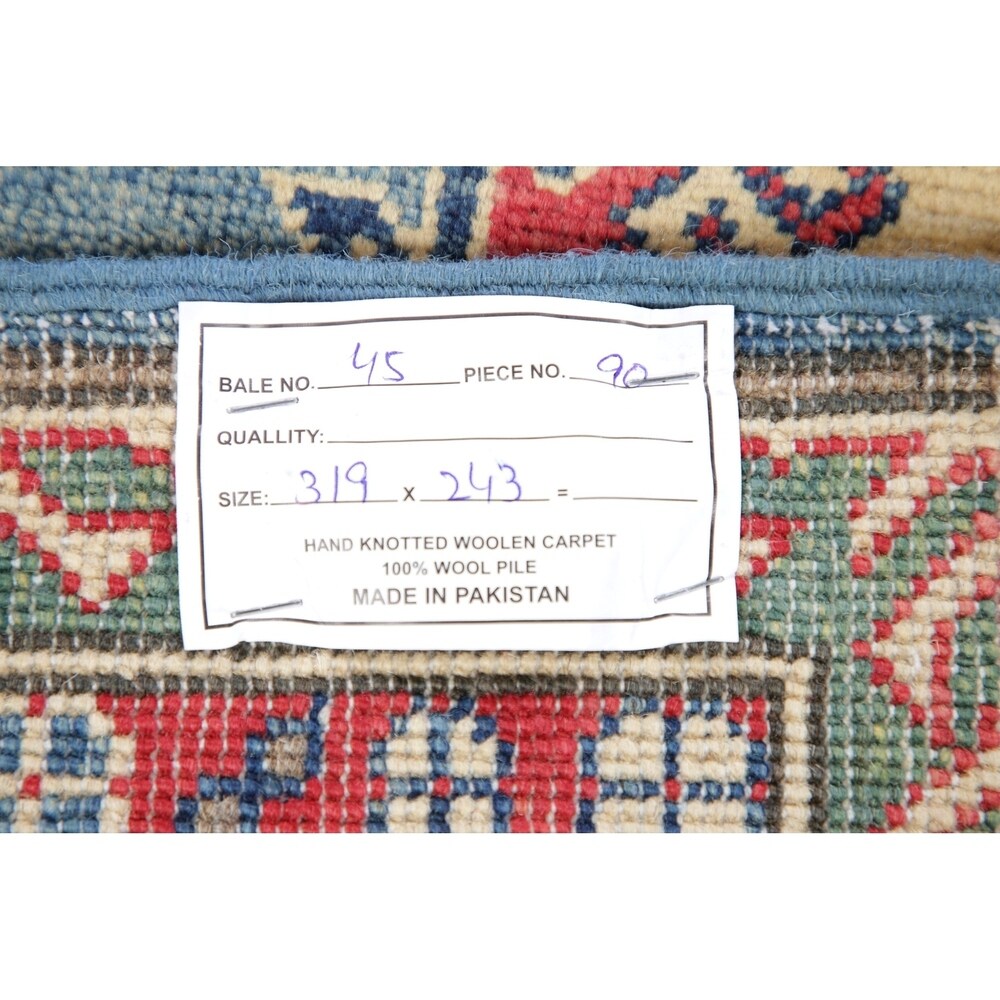 BALE NO. 45 PIECE NO. 90
QUALLITY:
SIZE: 319 x 243 =
HAND KNOTTED WOOLEN CARPET
100% WOOL PILE
MADE IN PAKISTAN